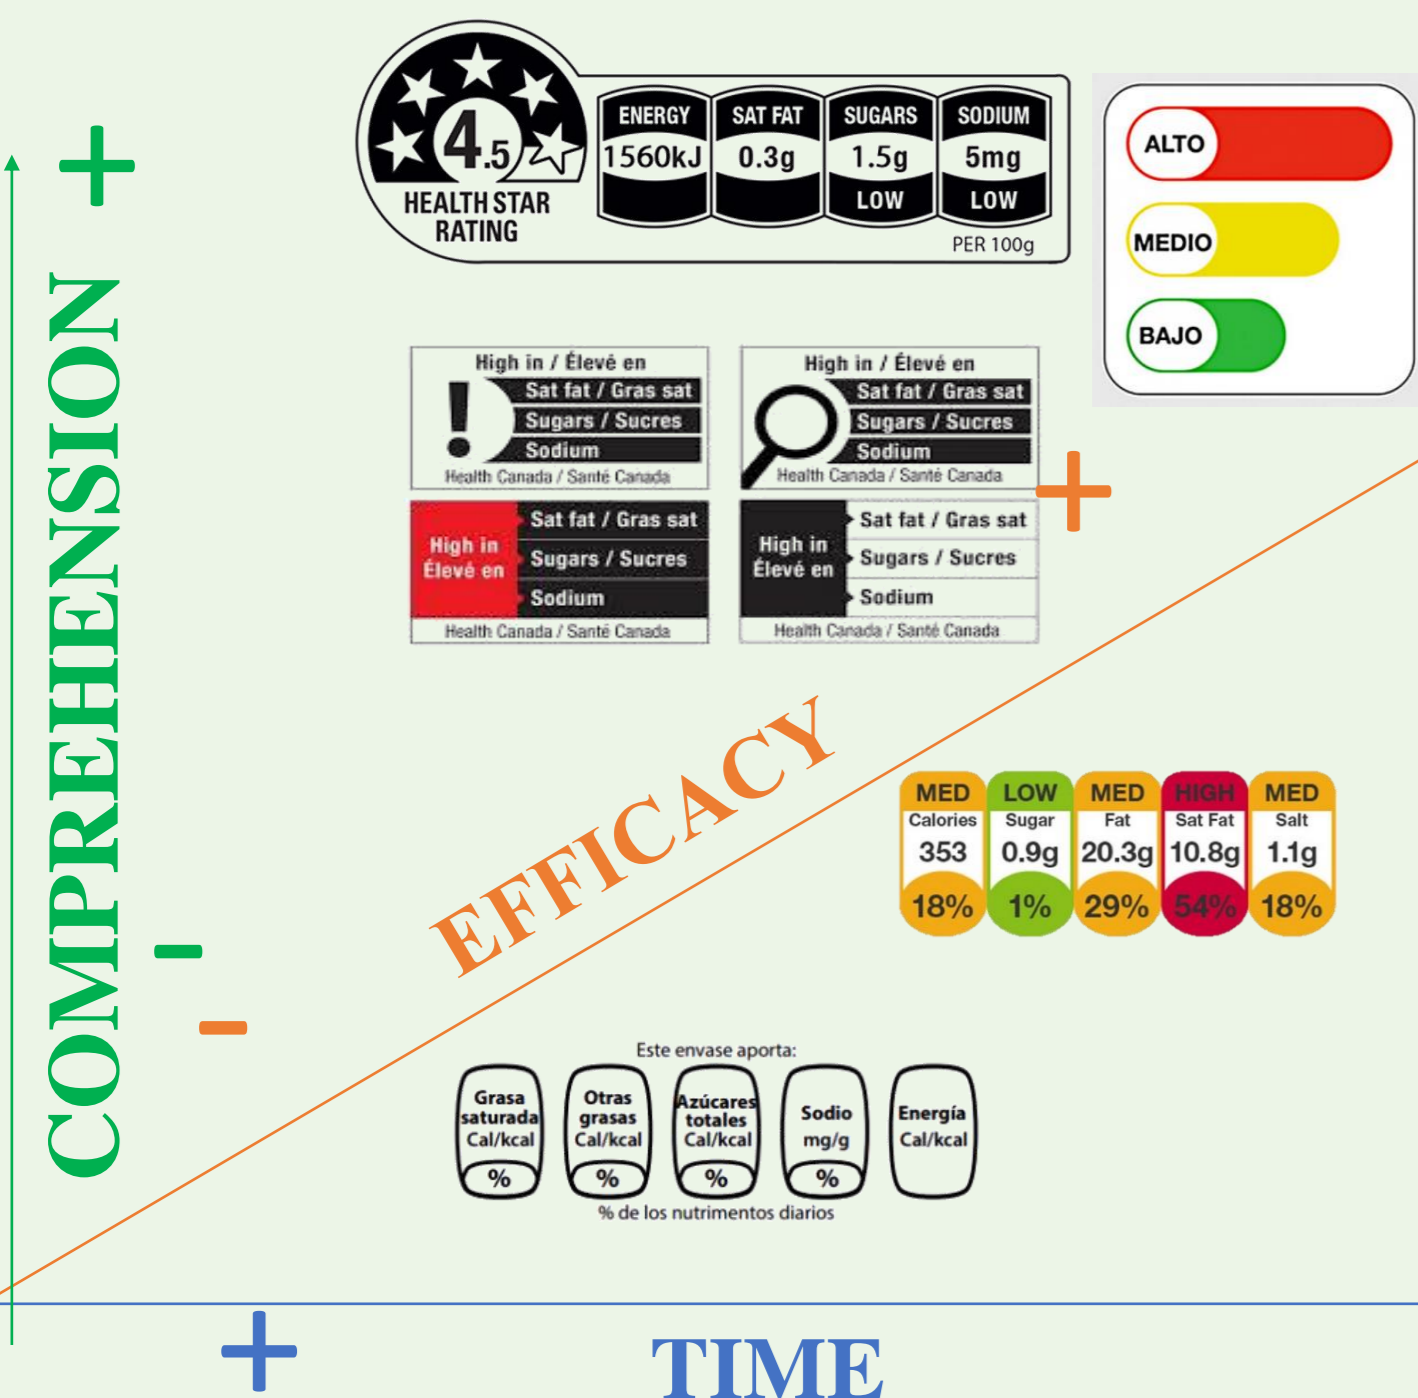 4.5
HEALTH STAR
RATING
ENERGY
1560kJ
SAT FAT
0.3g
SUGARS
1.5g
LOW
SODIUM
5mg
LOW
PER 100g
ALTO
MEDIO
BAJO
+
COMPREHENSION
-
High in / Élevé en
Sat fat / Gras sat
Sugars / Sucres
Sodium
Health Canada / Santé Canada
High in / Élevé en
Sat fat / Gras sat
Sugars / Sucres
Sodium
Health Canada / Santé Canada
High in
Élevé en
Sat fat / Gras sat
Sugars / Sucres
Sodium
Health Canada / Santé Canada
High in
Élevé en
Sat fat / Gras sat
Sugars / Sucres
Sodium
Health Canada / Santé Canada
+
EFFICACY
-
MED
Calories
353
18%
LOW
Sugar
0.9g
1%
MED
Fat
20.3g
29%
HIGH
Sat Fat
10.8g
54%
MED
Salt
1.1g
18%
Este envase aporta:
Grasa
saturada
Cal/kcal
%
Otras
grasas
Cal/kcal
%
Azúcares
totales
Cal/kcal
%
Sodio
mg/g
%
Energía
Cal/kcal
% de los nutrimentos diarios
+
TIME